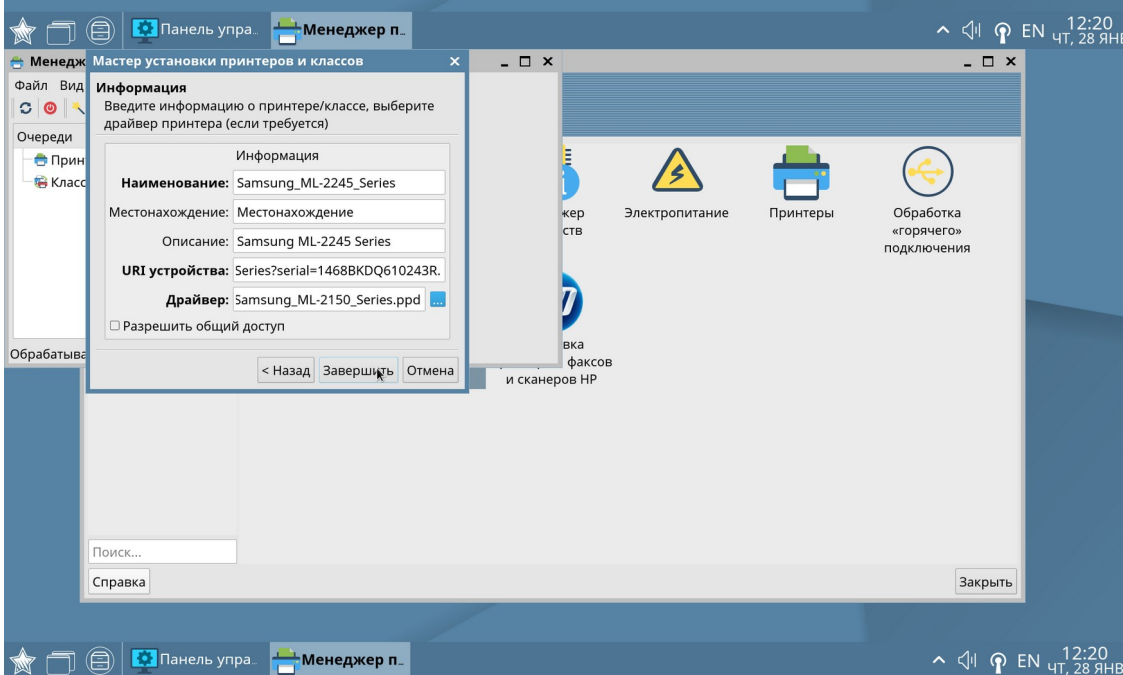 Панель упра..
Менеджер п..
EN
12:20
ЧТ, 28 ЯНВ
Менедж
Мастер установки принтеров и классов
Файл Вид
Информация
Введите информацию о принтере/классе, выберите
драйвер принтера (если требуется)
Очереди
Прин
Класс
Информация
Наименование: Samsung_ML-2245_Series
Местонахождение: Местонахождение
Описание: Samsung ML-2245 Series
URI устройства: Series?serial=1468BKDQ610243R.
Драйвер: Samsung_ML-2150_Series.ppd ...
Разрешить общий доступ
Обрабатыва
< Назад Завершить Отмена
жер
ств
Электропитание
Принтеры
Обработка
«горячего»
подключения
вка
факсов
и сканеров HP
Поиск...
Справка
Закрыть
Панель упра..
Менеджер п..
EN
12:20
ЧТ, 28 ЯНВ